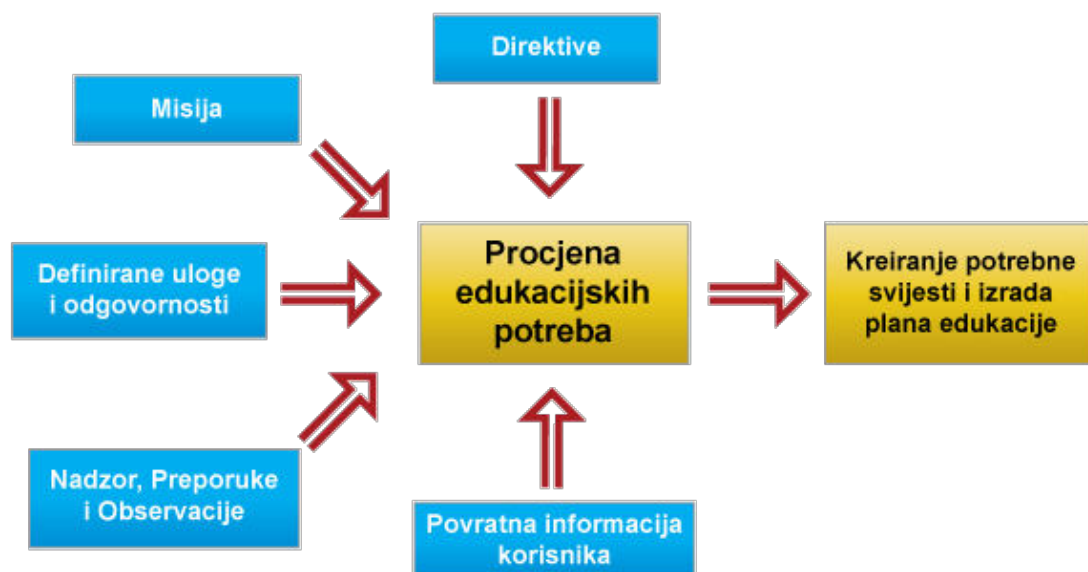 Direktive
Misija
Definirane uloge
i odgovornosti
Procjena
edukacijskih
potreba
Kreiranje potrebne
svijesti i izrada
plana edukacije
Nadzor, Preporuke
i Observacije
Povratna informacija
korisnika